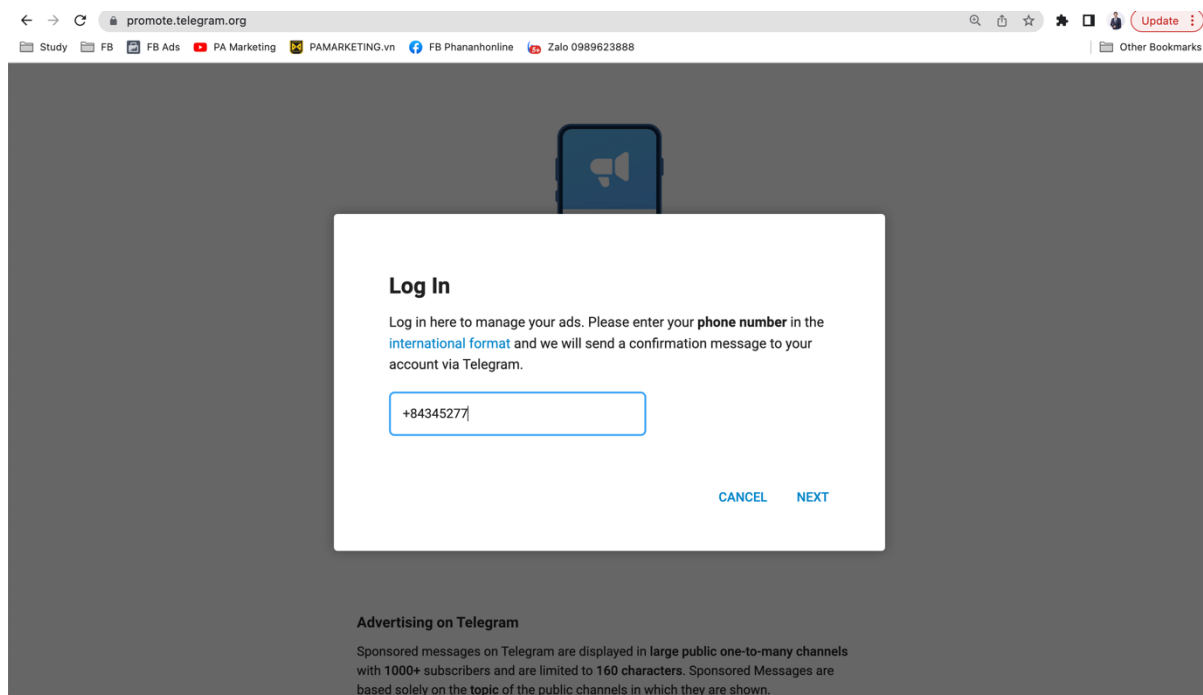 promote.telegram.org
Update
Study FB FB Ads PA Marketing PAMARKETING.vn FB Phananhonline Zalo 0989623888 Other Bookmarks
Log In
Log in here to manage your ads. Please enter your phone number in the
international format and we will send a confirmation message to your
account via Telegram.
+84345277
CANCEL NEXT
Advertising on Telegram
Sponsored messages on Telegram are displayed in large public one-to-many channels
with 1000+ subscribers and are limited to 160 characters. Sponsored Messages are
based solely on the topic of the public channels in which they are shown.